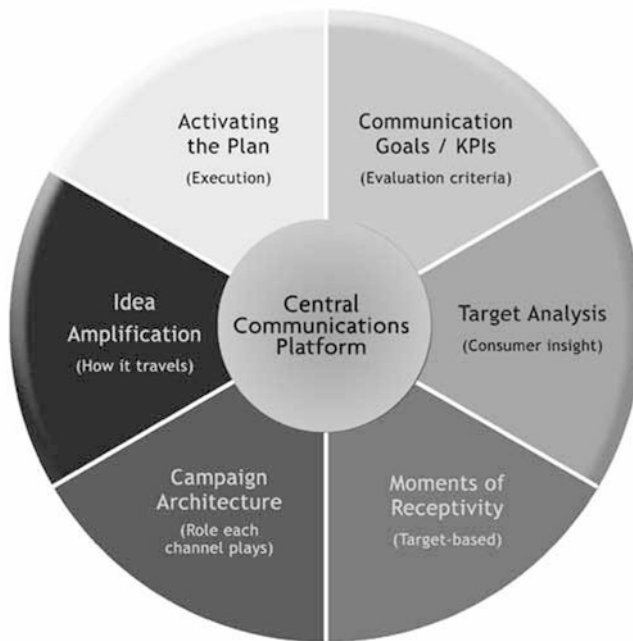 Activating
the Plan
(Execution)
Communication
Goals / KPIs
(Evaluation criteria)
Idea
Amplification
(How it travels)
Central
Communications
Platform
Target Analysis
(Consumer insight)
Campaign
Architecture
(Role each
channel plays)
Moments of
Receptivity
(Target-based)